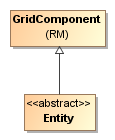 GridComponent
(RM)
<<abstract>>
Entity